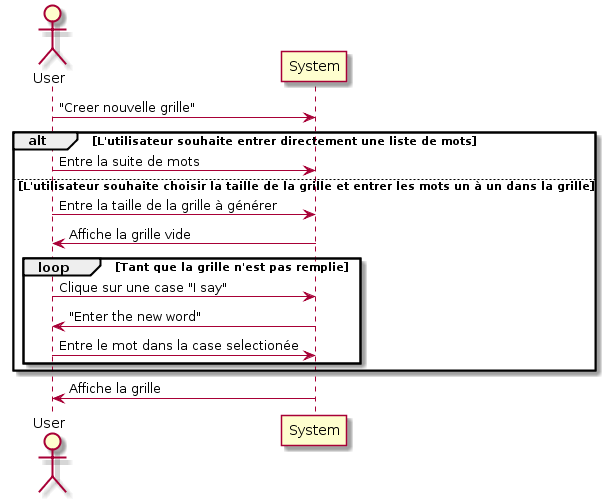 User
System
"Creer nouvelle grille"
alt [L'utilisateur souhaite entrer directement une liste de mots]
Entre la suite de mots
[L'utilisateur souhaite choisir la taille de la grille et entrer les mots un à un dans la grille]
Entre la taille de la grille à générer
Affiche la grille vide
loop [Tant que la grille n'est pas remplie]
Clique sur une case "I say"
"Enter the new word"
Entre le mot dans la case selectionée
Affiche la grille
User
System